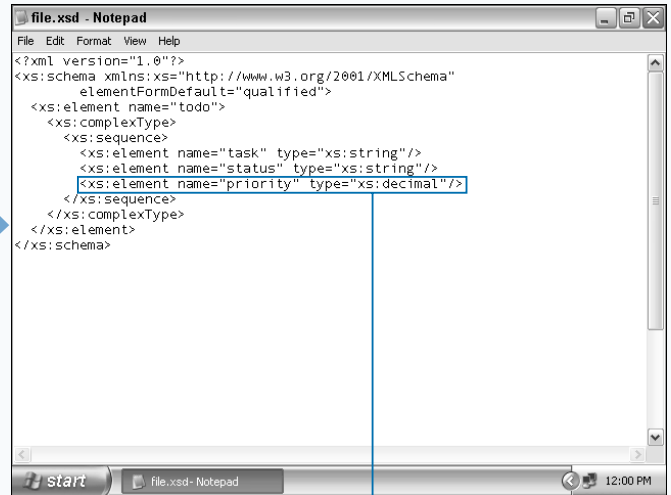 file.xsd - Notepad
File Edit Format View Help
<?xml version="1.0"?>
<xs:schema xmlns:xs="http://www.w3.org/2001/XMLSchema"
        elementFormDefault="qualified">
  <xs:element name="todo">
    <xs:complexType>
      <xs:sequence>
        <xs:element name="task" type="xs:string"/>
        <xs:element name="status" type="xs:string"/>
        <xs:element name="priority" type="xs:decimal"/>
      </xs:sequence>
    </xs:complexType>
  </xs:element>
</xs:schema>
start file.xsd- Notepad 12:00 PM